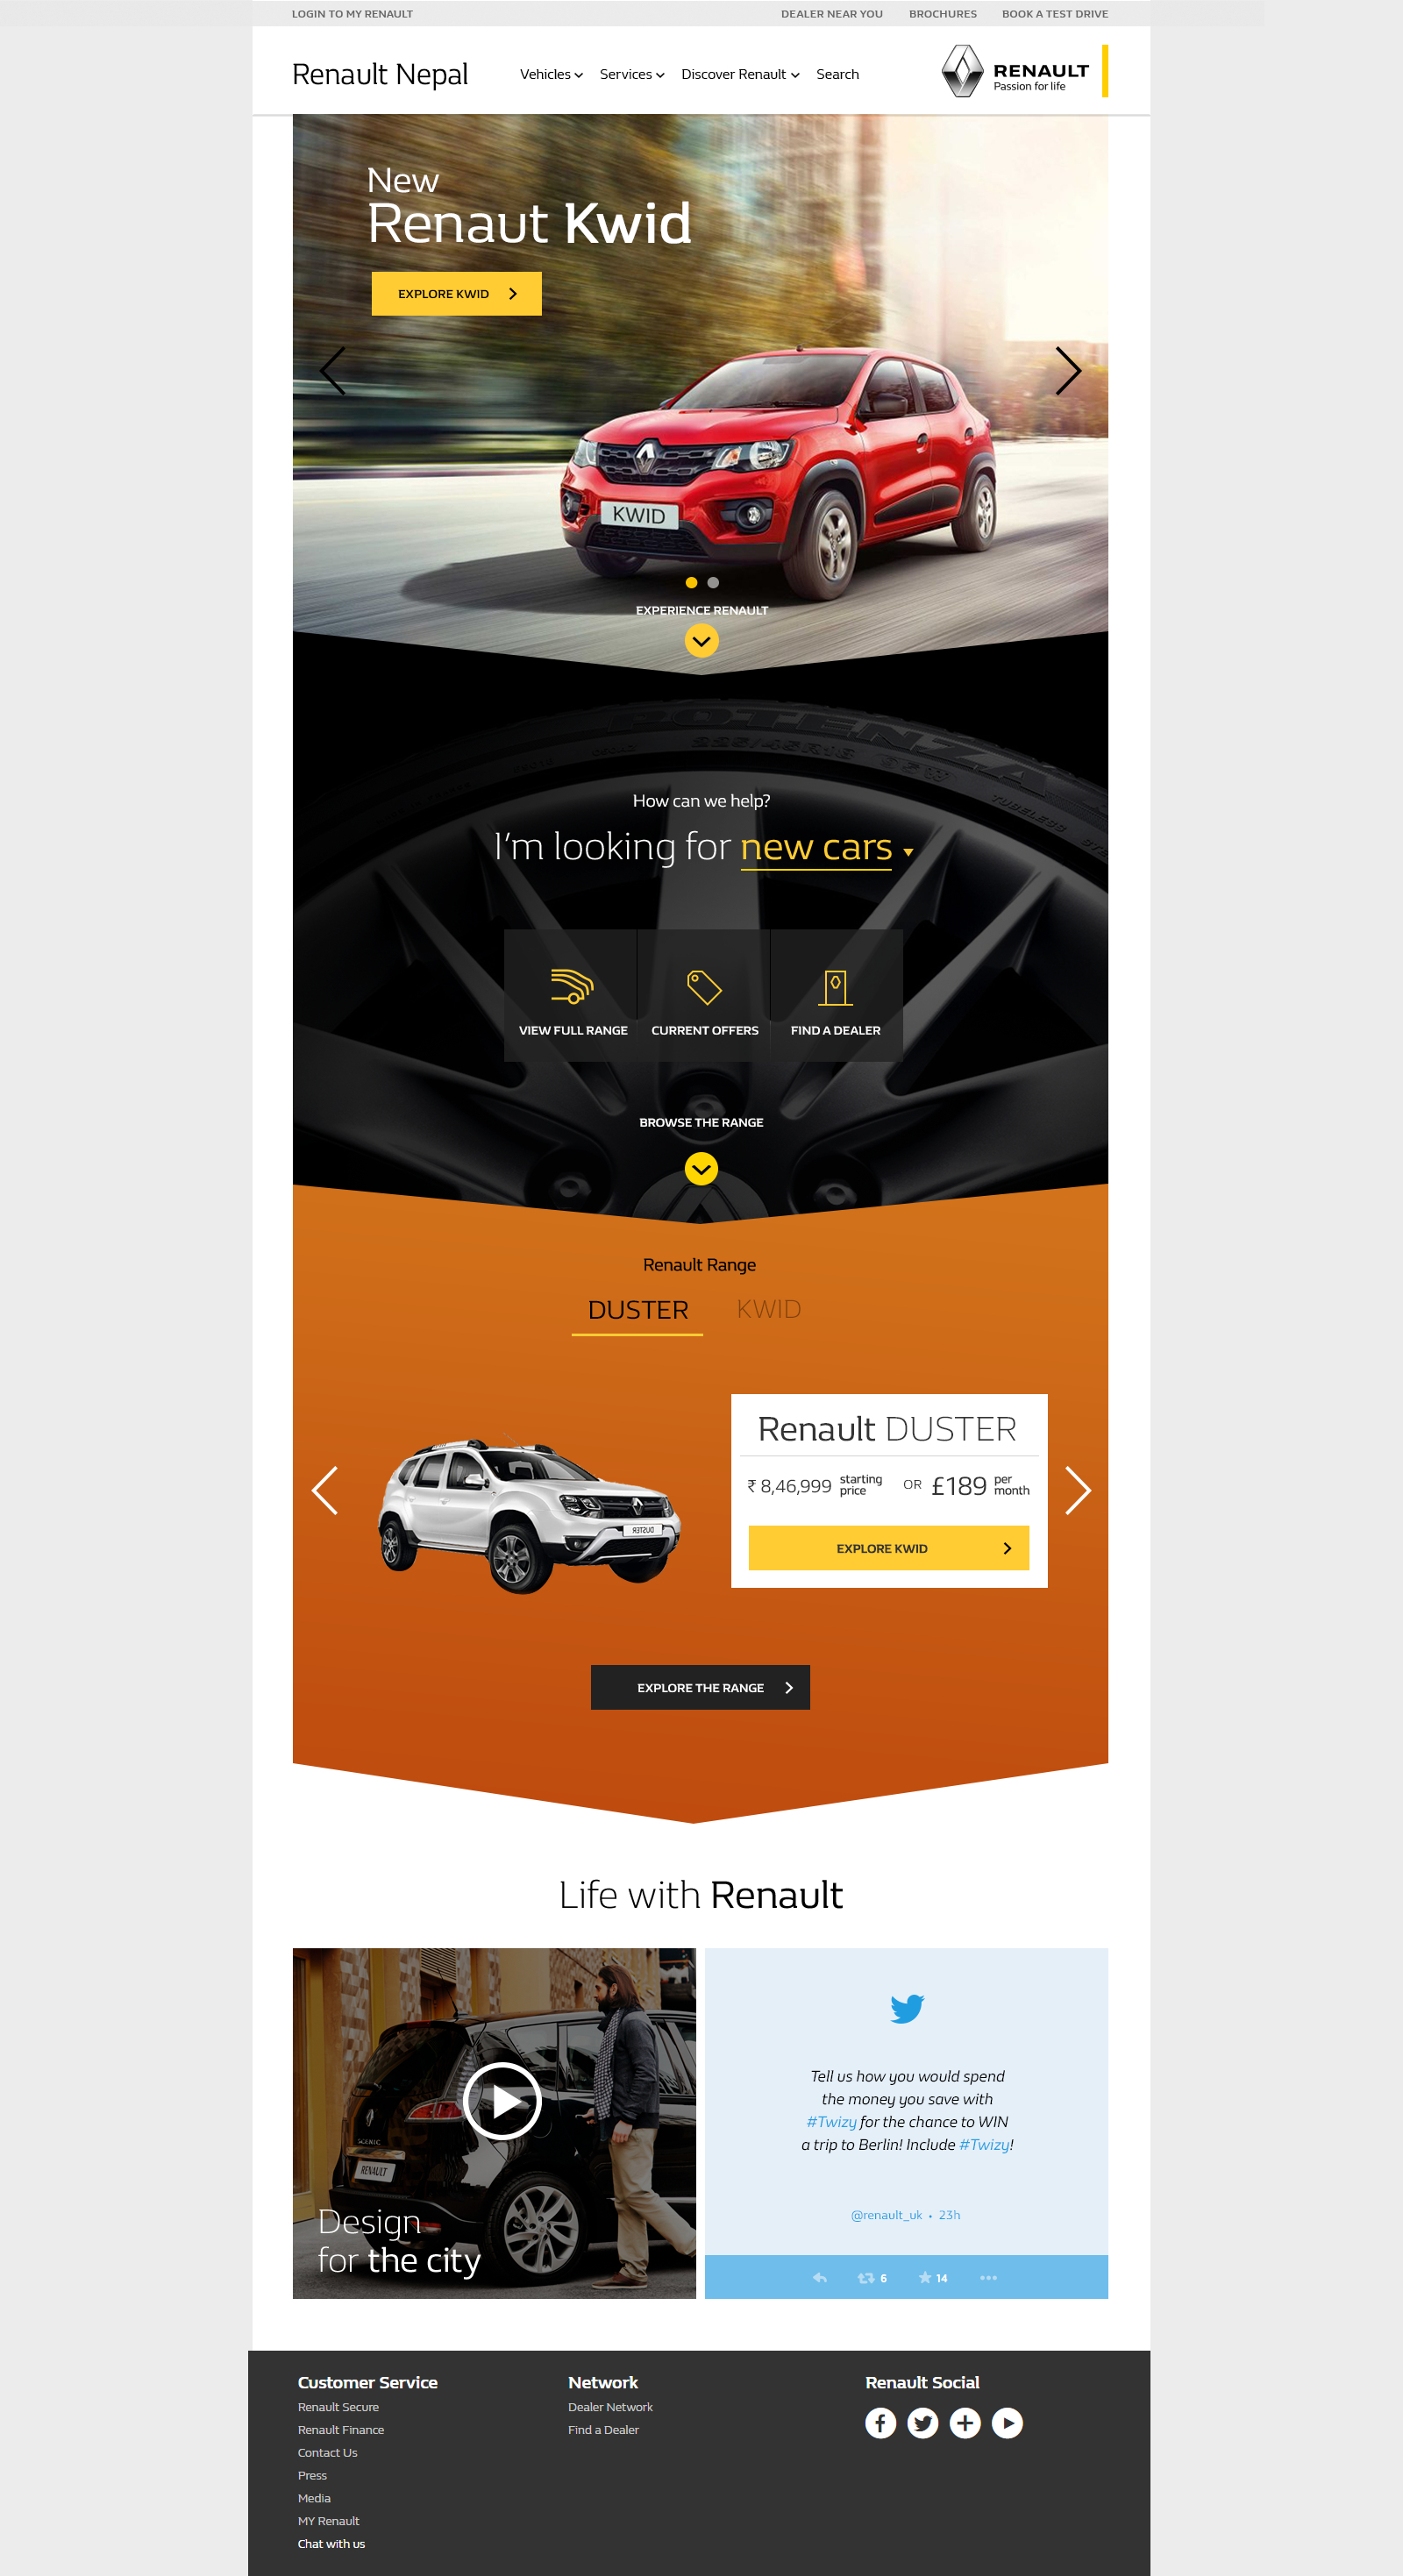 LOGIN TO MY RENAULT
DEALER NEAR YOU
BROCHURES
BOOK A TEST DRIVE
Renault Nepal
Vehicles
Services
Discover Renault
Search
RENAULT
Passion for life
New
Renaut Kwid
EXPLORE KWID
KWID
EXPERIENCE RENAULT
POTENZA
TUBELESS
How can we help?
I'm looking for new cars
VIEW FULL RANGE
CURRENT OFFERS
FIND A DEALER
BROWSE THE RANGE
Renault Range
DUSTER
KWID
Renault DUSTER
₹ 8,46,999 starting price OR £189 per month
DUSTER
EXPLORE KWID
EXPLORE THE RANGE
Life with Renault
SCENIC
RENAULT
Design
for the city
Tell us how you would spend
the money you save with
#Twizy for the chance to WIN
a trip to Berlin! Include #Twizy!
@renault_uk • 23h
6
14
Customer Service
Renault Secure
Renault Finance
Contact Us
Press
Media
MY Renault
Chat with us
Network
Dealer Network
Find a Dealer
Renault Social